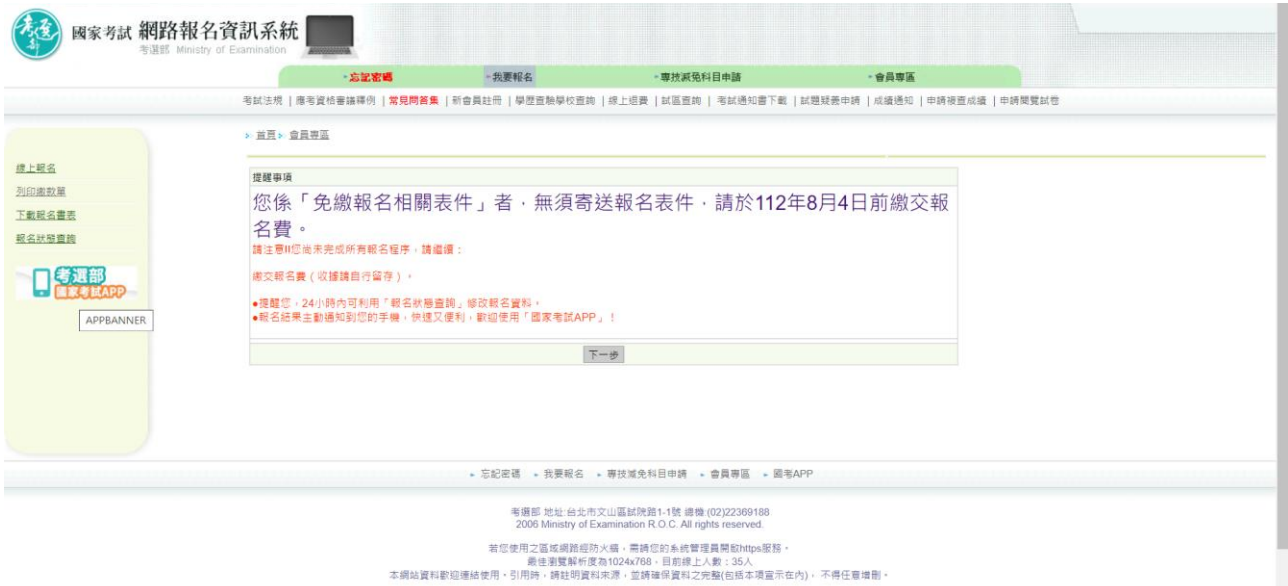 考選部
國家考試 網路報名資訊系統
考選部 Ministry of Examination
忘記密碼 我要報名 專技減免科目申請 會員專區
考試法規 | 應考資格審議釋例 | 常見問答集 | 新會員註冊 | 學歷查驗學校查詢 | 線上退費 | 試區查詢 | 考試通知書下載 | 試題疑義申請 | 成績通知 | 申請複查成績 | 申請閱覽試卷
首頁 會員專區
線上報名
列印繳款單
下載報名書表
報名狀態查詢
考選部
國家考試APP
APPBANNER
提醒事項
您係「免繳報名相關表件」者，無須寄送報名表件，請於112年8月4日前繳交報
名費。
請注意!!您尚未完成所有報名程序，請繼續：
繳交報名費（收據請自行留存）。
●提醒您，24小時內可利用「報名狀態查詢」修改報名資料。
●報名結果主動通知到您的手機，快速又便利，歡迎使用「國家考試APP」！
下一步
忘記密碼 我要報名 專技減免科目申請 會員專區 國考APP
考選部 地址:台北市文山區試院路1-1號 總機:(02)22369188
2006 Ministry of Examination R.O.C. All rights reserved.
若您使用之區域網路經防火牆，需請您的系統管理員開啟https服務。
最佳瀏覽解析度為1024x768，目前線上人數：35人
本網站資料歡迎連結使用。引用時，請註明資料來源，並請確保資料之完整(包括本項宣示在內)， 不得任意增刪。